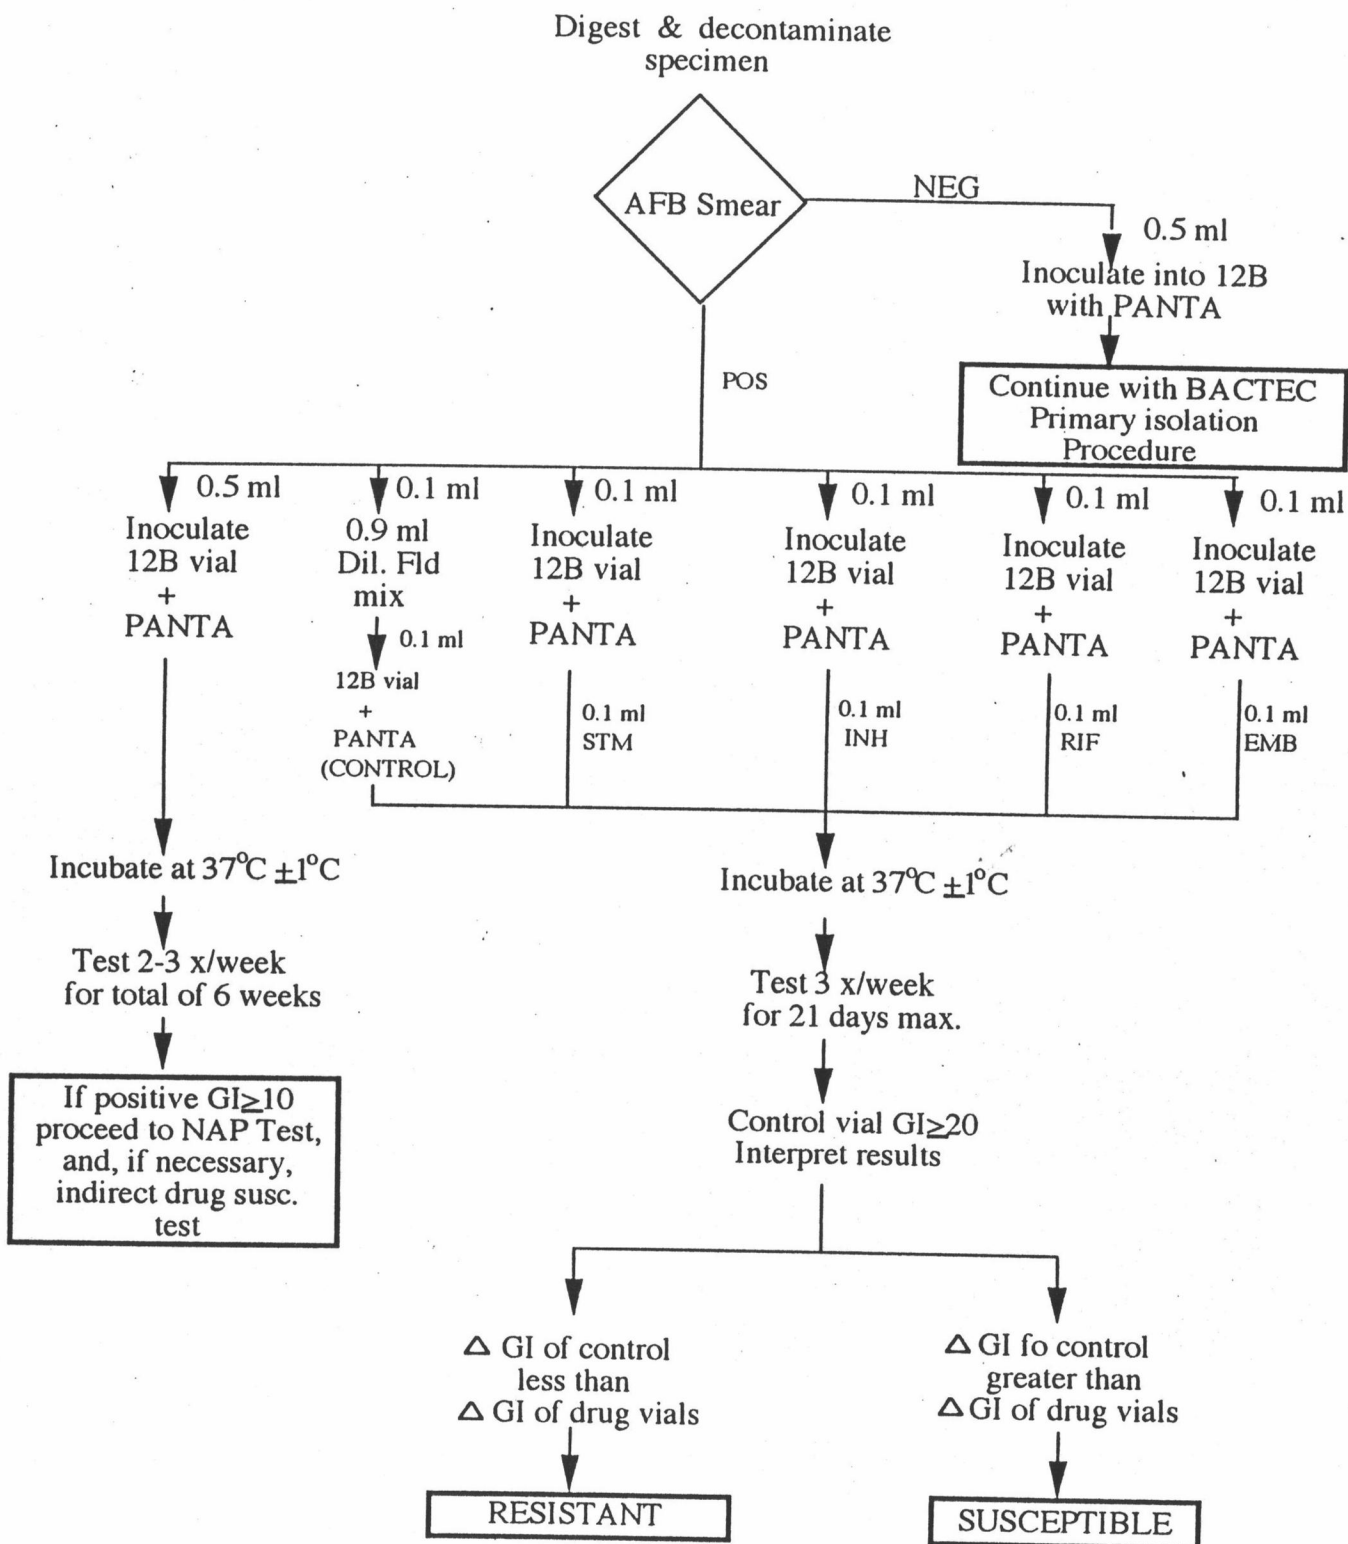 Digest & decontaminate
specimen
AFB Smear
NEG
0.5 ml
Inoculate into 12B
with PANTA
Continue with BACTEC
Primary isolation
Procedure
POS
0.5 ml
Inoculate
12B vial
+
PANTA
0.1 ml
0.9 ml
Dil. Fld
mix
0.1 ml
12B vial
+
PANTA
(CONTROL)
0.1 ml
Inoculate
12B vial
+
PANTA
0.1 ml
STM
0.1 ml
Inoculate
12B vial
+
PANTA
0.1 ml
INH
0.1 ml
Inoculate
12B vial
+
PANTA
0.1 ml
RIF
0.1 ml
Inoculate
12B vial
+
PANTA
0.1 ml
EMB
Incubate at 37°C ±1°C
Test 2-3 x/week
for total of 6 weeks
If positive GI≥10
proceed to NAP Test,
and, if necessary,
indirect drug susc.
test
Incubate at 37°C ±1°C
Test 3 x/week
for 21 days max.
Control vial GI≥20
Interpret results
Δ GI of control
less than
Δ GI of drug vials
RESISTANT
Δ GI fo control
greater than
Δ GI of drug vials
SUSCEPTIBLE